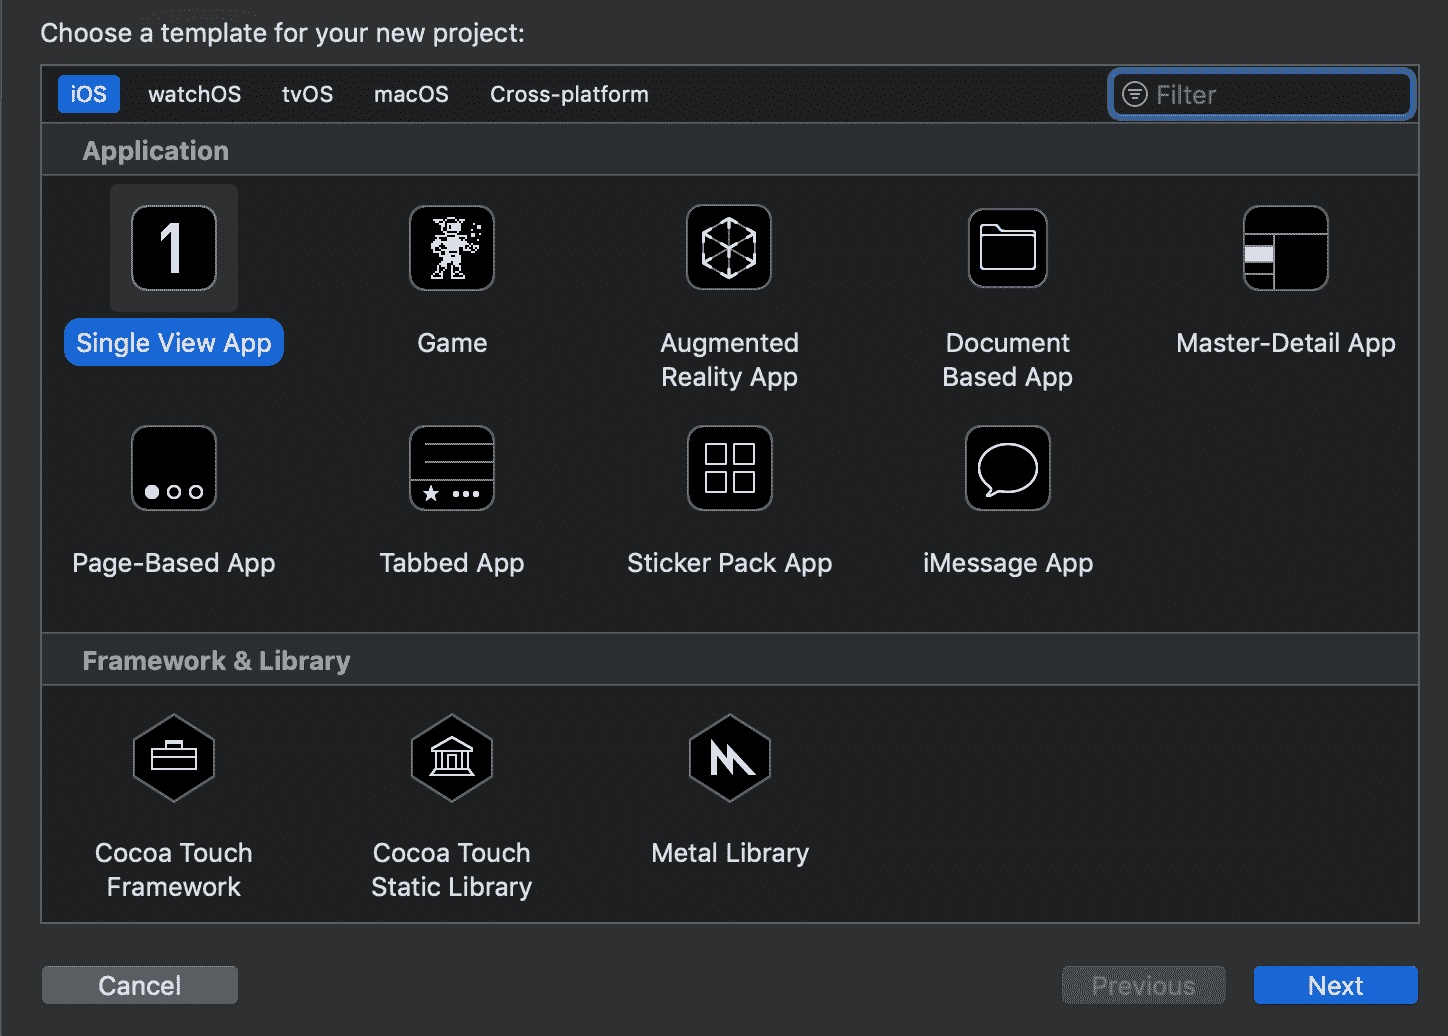 Choose a template for your new project:
iOS watchOS tvOS macOS Cross-platform Filter
Application
1
Single View App Game Augmented Reality App Document Based App Master-Detail App
Page-Based App Tabbed App Sticker Pack App iMessage App
Framework & Library
Cocoa Touch Framework Cocoa Touch Static Library Metal Library
Cancel Previous Next